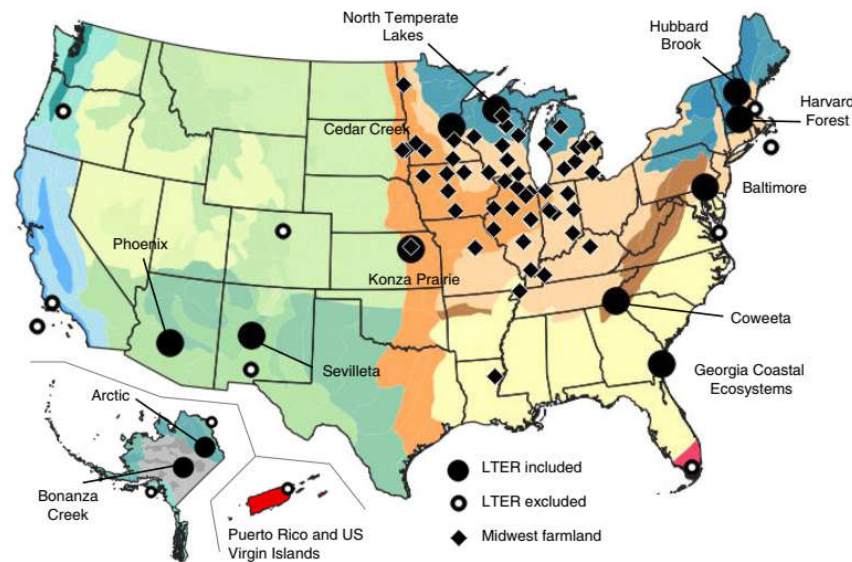 North Temperate
Lakes
Hubbard
Brook
Harvard
Forest
Cedar Creek
Baltimore
Phoenix
Konza Prairie
Coweeta
Sevilleta
Georgia Coastal
Ecosystems
Arctic
Bonanza
Creek
LTER included
LTER excluded
Puerto Rico and US
Virgin Islands
Midwest farmland